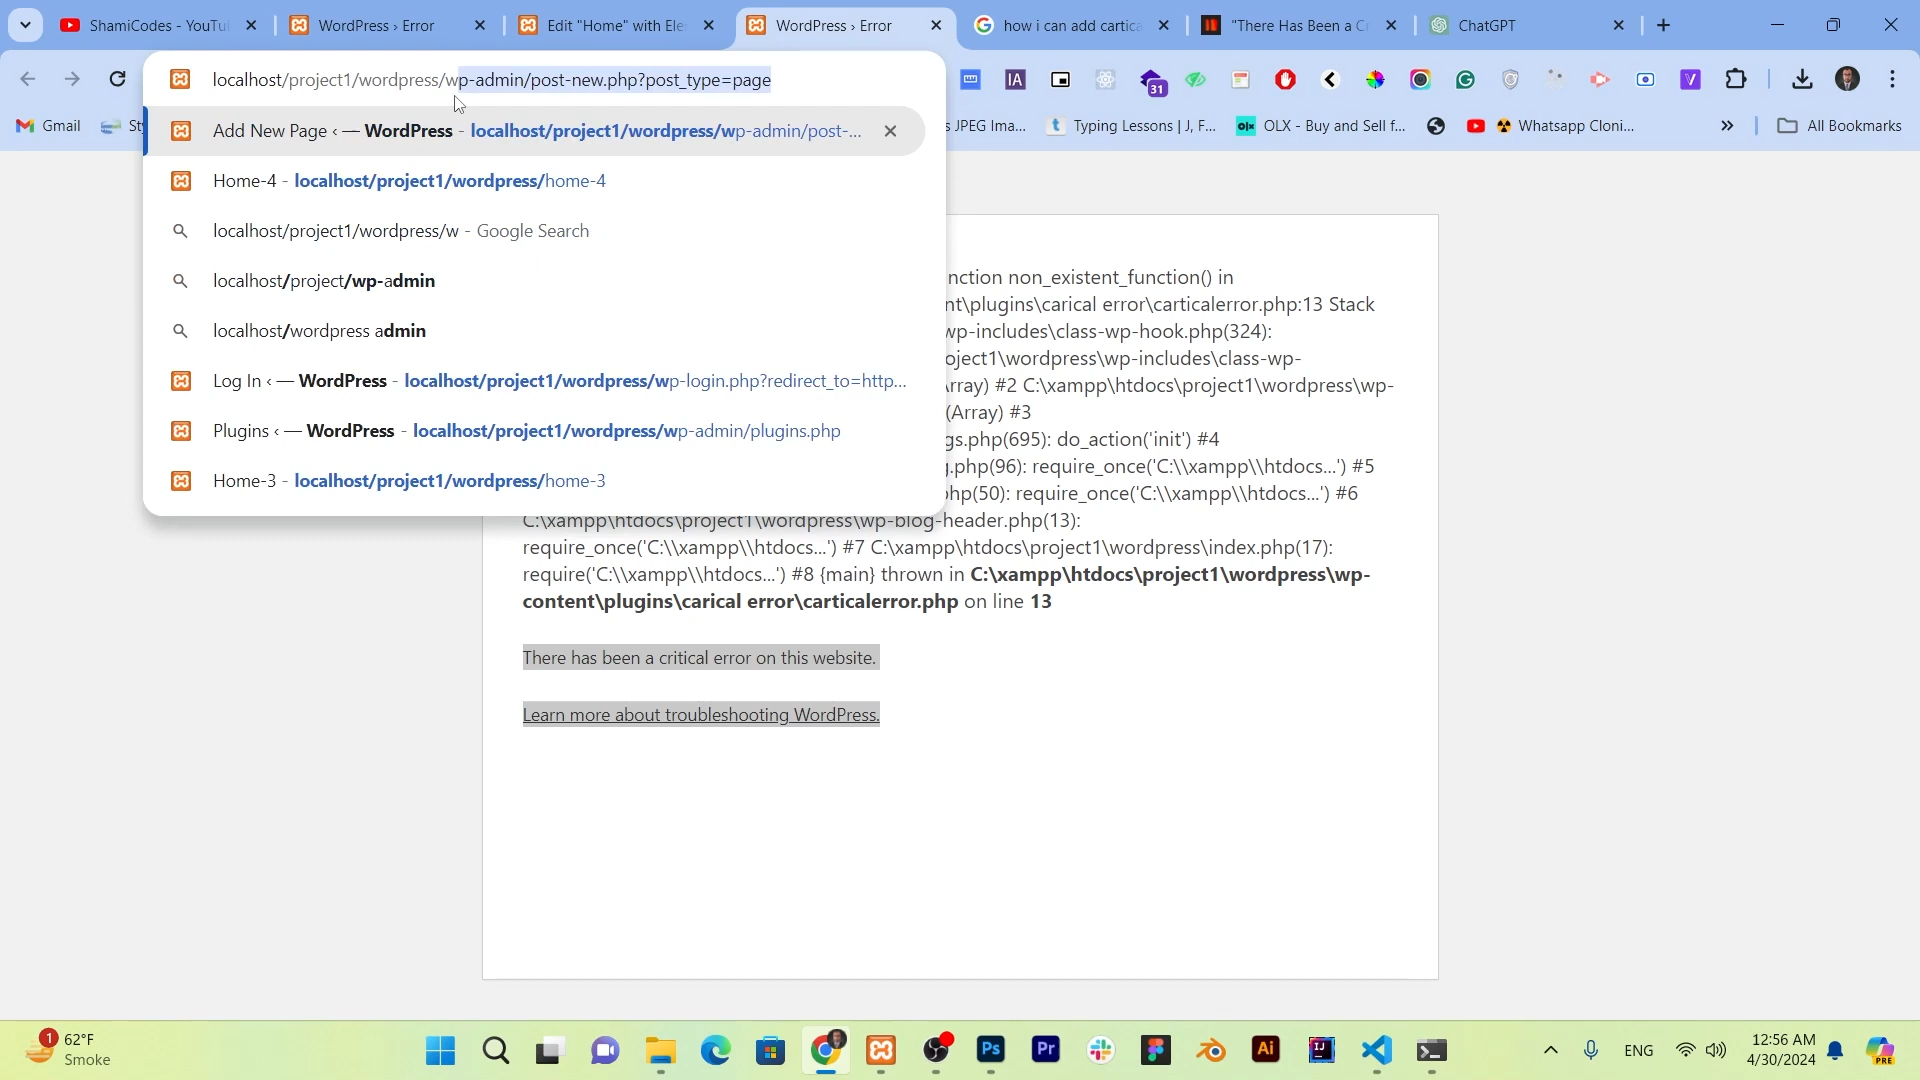 ShamiCodes - YouTu
WordPress › Error
Edit "Home" with Ele
WordPress › Error
how i can add cartica
"There Has Been a C
ChatGPT
localhost/project1/wordpress/wp-admin/post-new.php?post_type=page
IA
31
V
Gmail
Sty
Add New Page ‹ — WordPress - localhost/project1/wordpress/wp-admin/post-...
s JPEG Ima...
Typing Lessons | J, F...
olx
OLX - Buy and Sell f...
Whatsapp Cloni...
All Bookmarks
Home-4 - localhost/project1/wordpress/home-4
localhost/project1/wordpress/w - Google Search
localhost/project/wp-admin
localhost/wordpress admin
Log In ‹ — WordPress - localhost/project1/wordpress/wp-login.php?redirect_to=http...
Plugins ‹ — WordPress - localhost/project1/wordpress/wp-admin/plugins.php
Home-3 - localhost/project1/wordpress/home-3
nction non_existent_function() in
nt\plugins\carical error\carticalerror.php:13 Stack
wp-includes\class-wp-hook.php(324):
oject1\wordpress\wp-includes\class-wp-
rray) #2 C:\xampp\htdocs\project1\wordpress\wp-
(Array) #3
gs.php(695): do_action('init') #4
g.php(96): require_once('C:\\xampp\\htdocs...') #5
php(50): require_once('C:\\xampp\\htdocs...') #6
C:\xampp\htdocs\project1\wordpress\wp-blog-header.php(13):
require_once('C:\\xampp\\htdocs...') #7 C:\xampp\htdocs\project1\wordpress\index.php(17):
require('C:\\xampp\\htdocs...') #8 {main} thrown in C:\xampp\htdocs\project1\wordpress\wp-
content\plugins\carical error\carticalerror.php on line 13
There has been a critical error on this website.
Learn more about troubleshooting WordPress.
1
62°F
Smoke
Ps
Pr
Ai
IJ
ENG
12:56 AM
4/30/2024
PRE